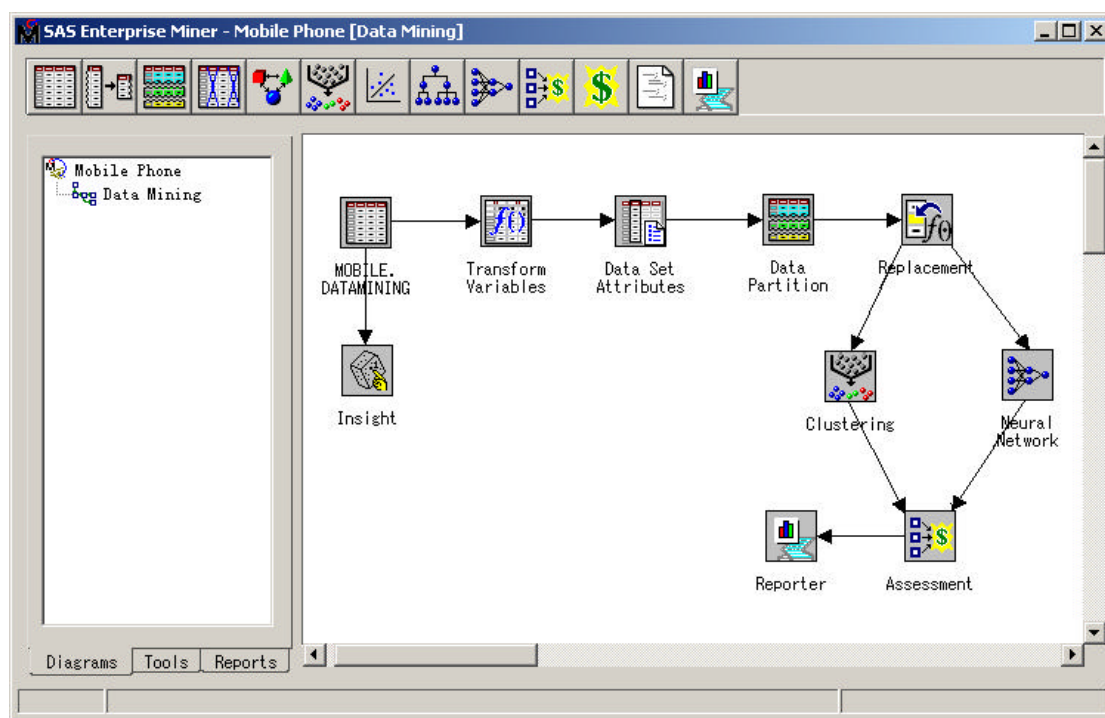 SAS Enterprise Miner - Mobile Phone [Data Mining]
Mobile Phone
Data Mining
MOBILE.
DATAMINING
Transform
Variables
Data Set
Attributes
Data
Partition
Replacement
Insight
Clustering
Neural
Network
Reporter
Assessment
Diagrams
Tools
Reports